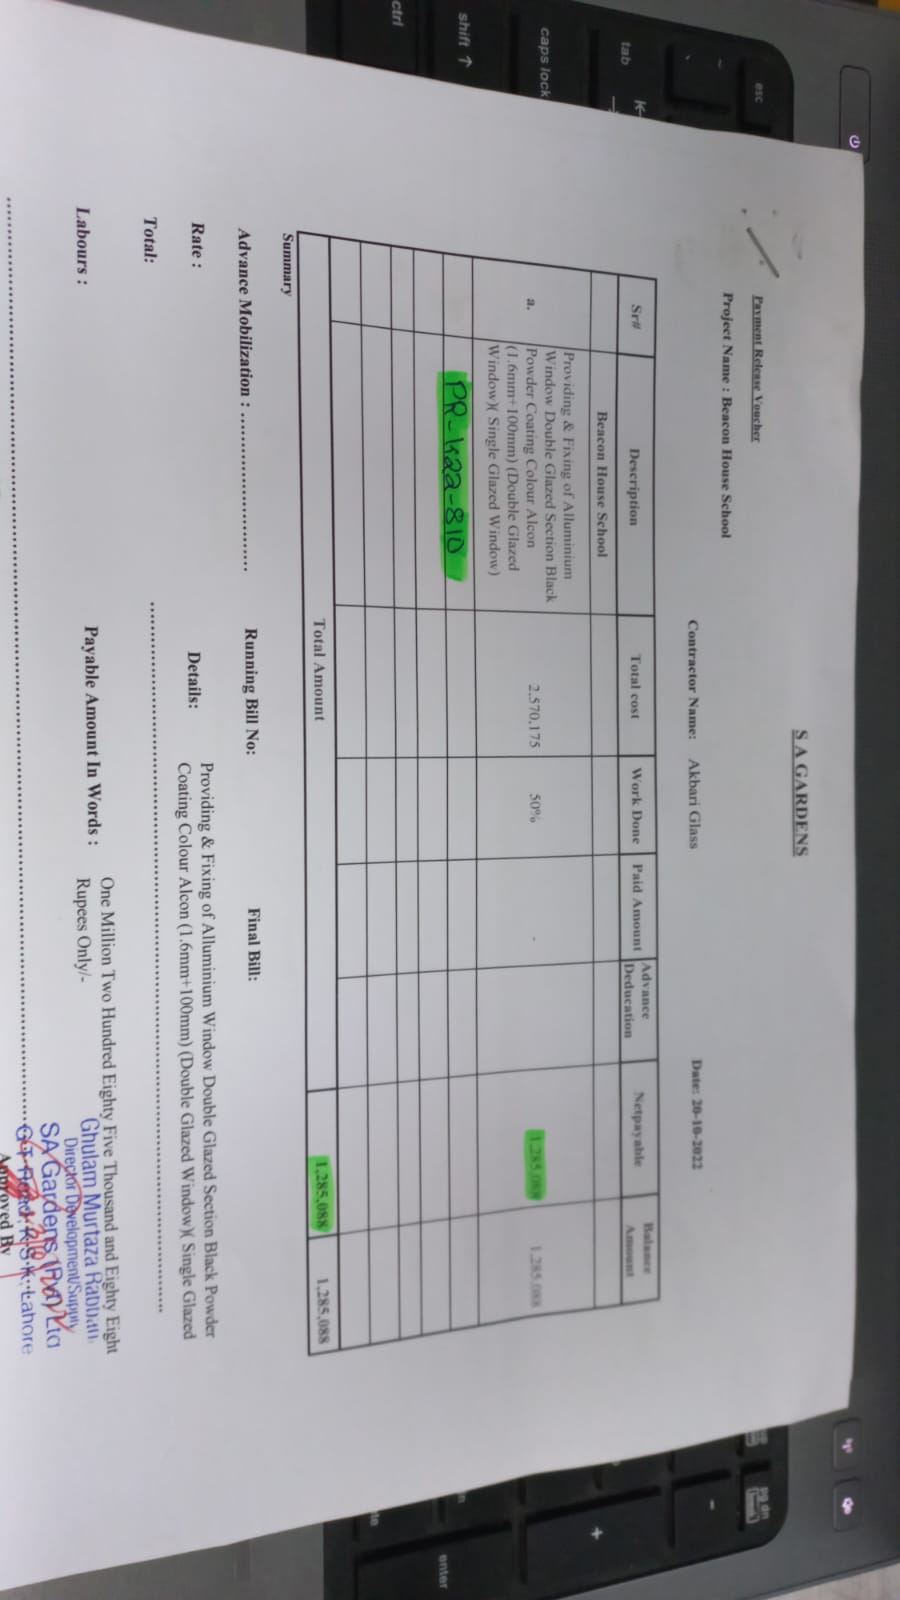 S A GARDENS
Payment Release Voucher
Project Name : Beacon House School
Contractor Name: Akbari Glass Date: 20-10-2022
Sr# Description Total cost Work Done Paid Amount Advance Deducation Netpayable Balance Amount
Beacon House School
a. Providing & Fixing of Alluminium
Window Double Glazed Section Black
Powder Coating Colour Alcon
(1.6mm+100mm) (Double Glazed
Window)( Single Glazed Window)
2,570,175 50% - 1,285,088 1,285,088
PR-K22-810
Total Amount 1,285,088 1,285,088
Summary
Advance Mobilization : Running Bill No: Final Bill:
Rate : Details: Providing & Fixing of Alluminium Window Double Glazed Section Black Powder
Coating Colour Alcon (1.6mm+100mm) (Double Glazed Window)( Single Glazed
Total:
Labours : Payable Amount In Words : One Million Two Hundred Eighty Five Thousand and Eighty Eight
Rupees Only/-
Ghulam Murtaza Rabbani
Director Development/Supply
SA Gardens (Pvt) Ltd
G.T. Road, K.S.K, Lahore
Approved By
esc
tab
caps lock
shift
ctrl
pg dn
enter
+
-